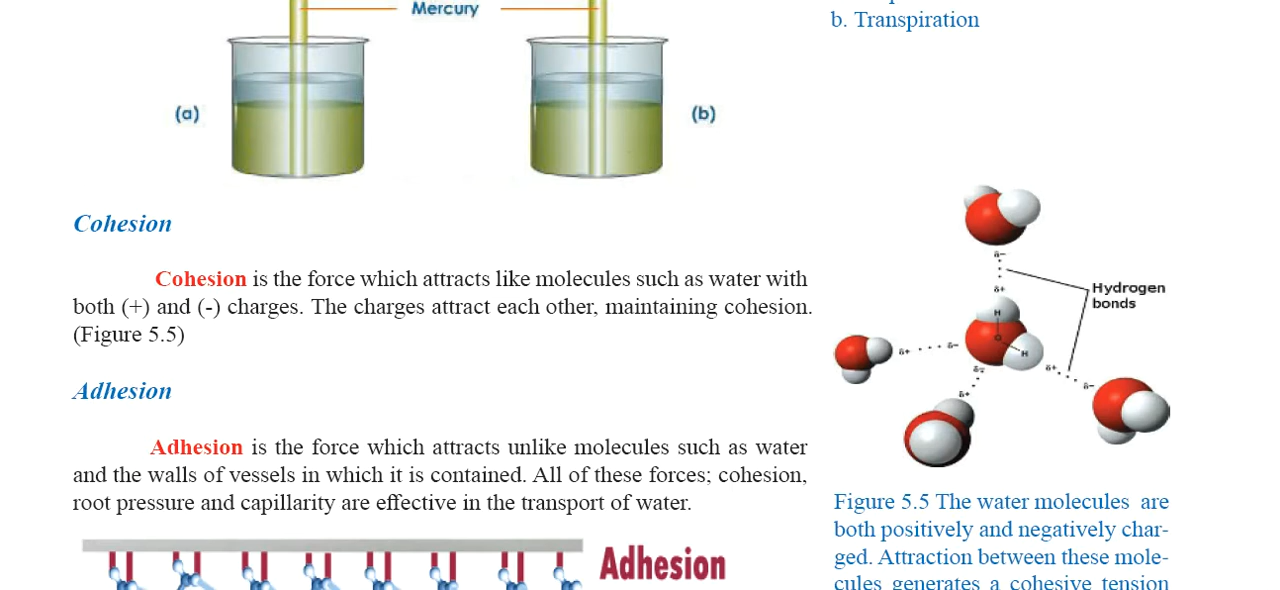 Mercury
(a)
(b)
Cohesion
Cohesion is the force which attracts like molecules such as water with
both (+) and (-) charges. The charges attract each other, maintaining cohesion.
(Figure 5.5)
Adhesion
Adhesion is the force which attracts unlike molecules such as water
and the walls of vessels in which it is contained. All of these forces; cohesion,
root pressure and capillarity are effective in the transport of water.
Adhesion
b. Transpiration
δ−
δ+
Hydrogen
bonds
H
O
H
δ+
δ−
δ+
δ−
δ+
Figure 5.5 The water molecules are
both positively and negatively char-
ged. Attraction between these mole-
cules generates a cohesive tension